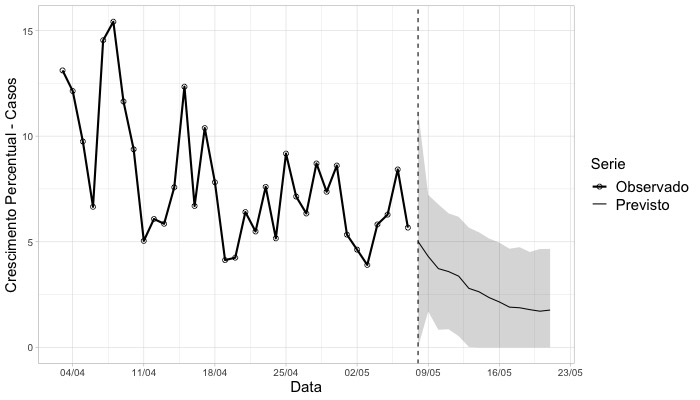 Crescimento Percentual - Casos
15
10
5
0
04/04 11/04 18/04 25/04 02/05 09/05 16/05 23/05
Data
Serie
Observado
Previsto